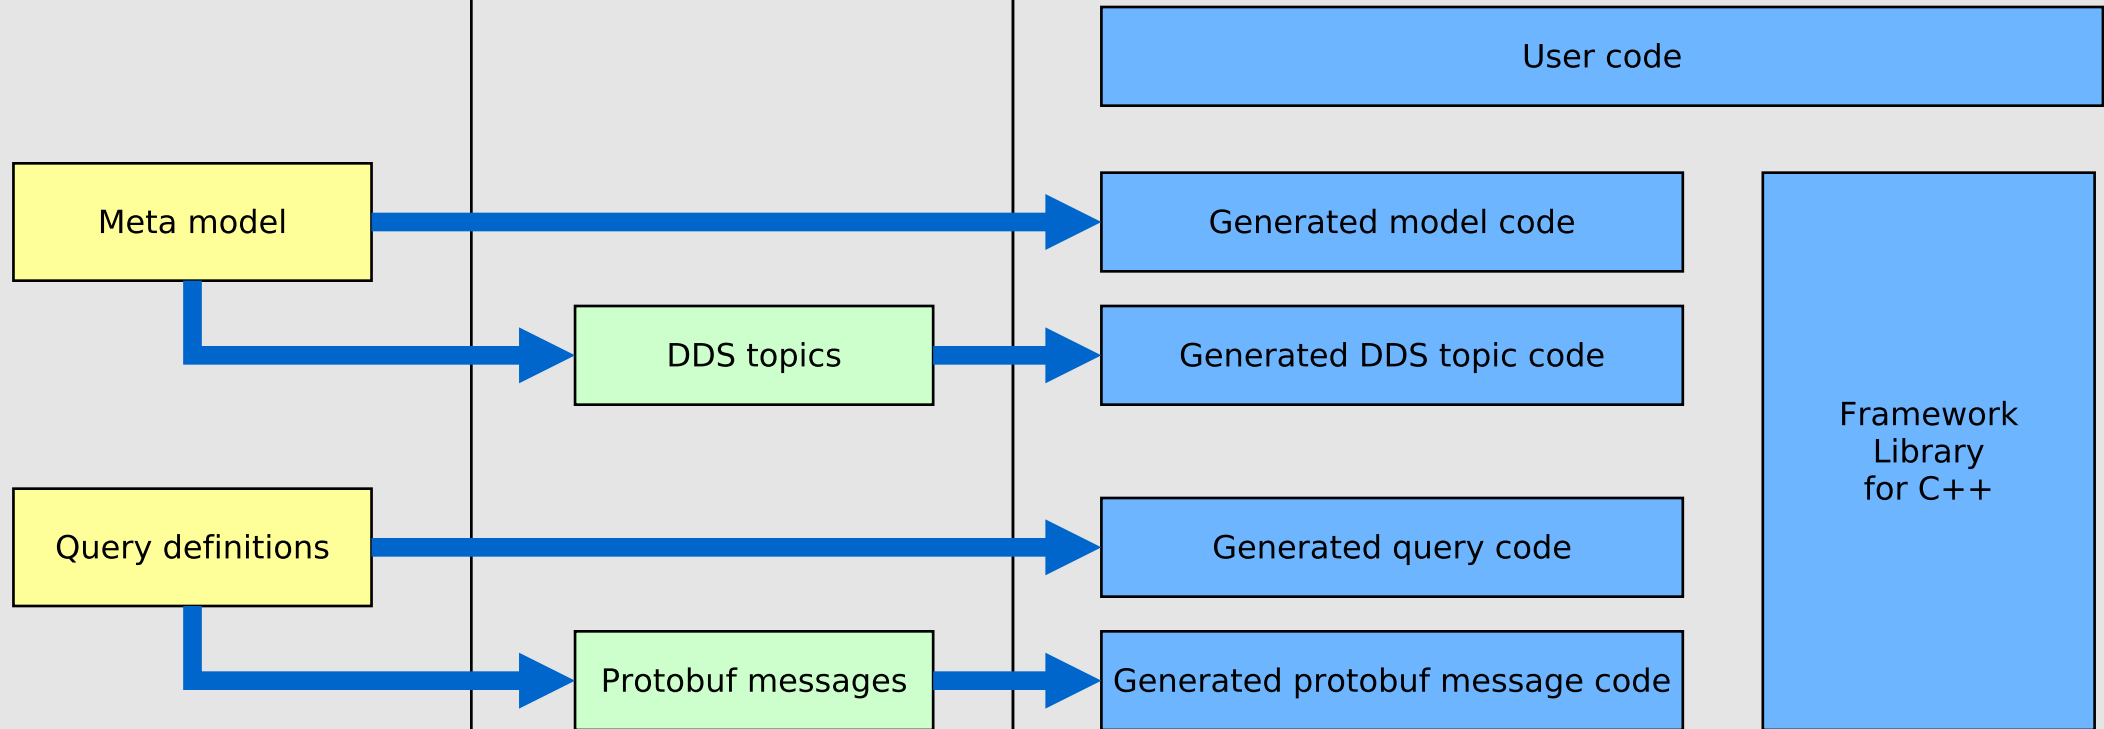 User code
Meta model
Generated model code
DDS topics
Generated DDS topic code
Framework
Library
for C++
Query definitions
Generated query code
Protobuf messages
Generated protobuf message code